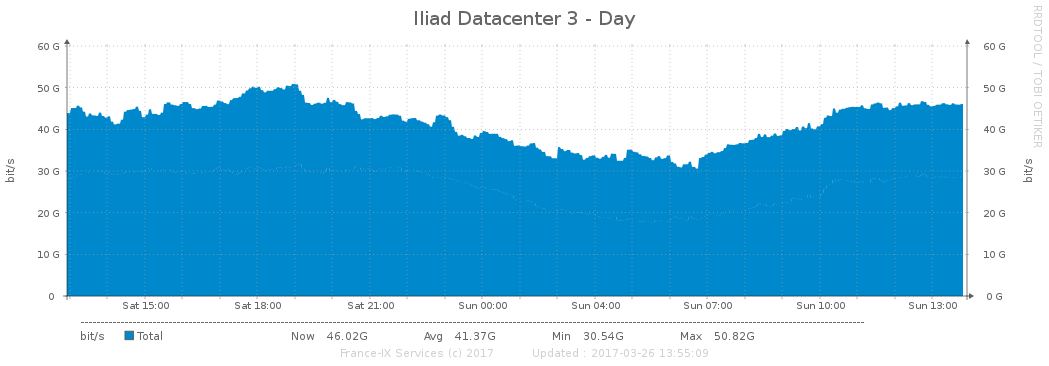 Iliad Datacenter 3 - Day
RRDTOOL / TOBI OETIKER
60 G 60 G
50 G 50 G
40 G 40 G
30 G 30 G
20 G 20 G
10 G 10 G
0 0 G
bit/s bit/s
Sat 15:00 Sat 18:00 Sat 21:00 Sun 00:00 Sun 04:00 Sun 07:00 Sun 10:00 Sun 13:00
bit/s Total Now 46.02G Avg 41.37G Min 30.54G Max 50.82G
France-IX Services (c) 2017 Updated : 2017-03-26 13:55:09